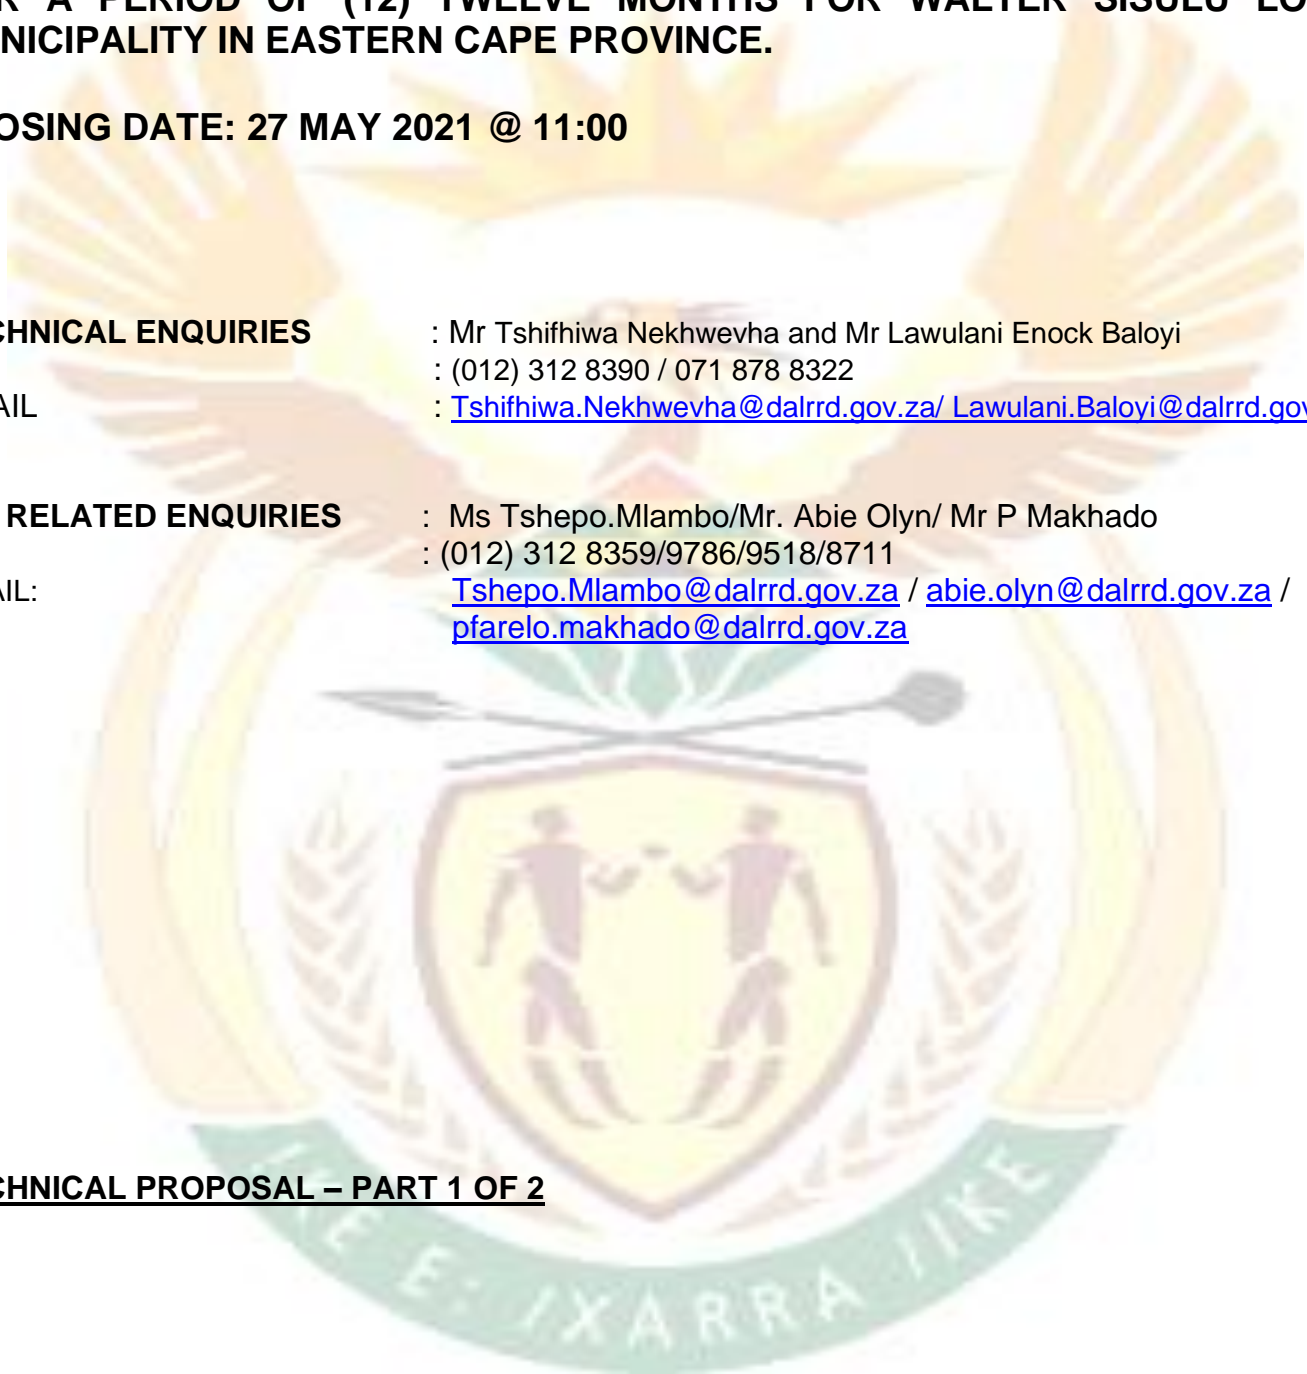 R A PERIOD OF (12) TWELVE MONTHS FOR WALTER SISULU LO
NICIPALITY IN EASTERN CAPE PROVINCE.
OSING DATE: 27 MAY 2021 @ 11:00
CHNICAL ENQUIRIES : Mr Tshifhiwa Nekhwevha and Mr Lawulani Enock Baloyi
: (012) 312 8390 / 071 878 8322
AIL : Tshifhiwa.Nekhwevha@dalrrd.gov.za/ Lawulani.Baloyi@dalrrd.gov
RELATED ENQUIRIES : Ms Tshepo.Mlambo/Mr. Abie Olyn/ Mr P Makhado
: (012) 312 8359/9786/9518/8711
AIL: Tshepo.Mlambo@dalrrd.gov.za / abie.olyn@dalrrd.gov.za /
pfarelo.makhado@dalrrd.gov.za
CHNICAL PROPOSAL – PART 1 OF 2
!KE E: /XARRA //KE